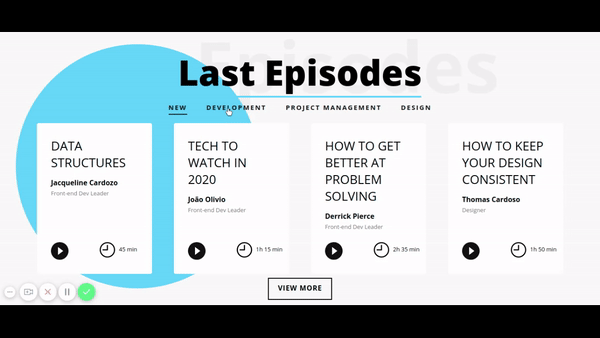 Episodes
Last Episodes
NEW DEVELOPMENT PROJECT MANAGEMENT DESIGN
DATA
STRUCTURES
Jacqueline Cardozo
Front-end Dev Leader
45 min
TECH TO
WATCH IN
2020
João Olivio
Front-end Dev Leader
1h 15 min
HOW TO GET
BETTER AT
PROBLEM
SOLVING
Derrick Pierce
Front-end Dev Leader
2h 35 min
HOW TO KEEP
YOUR DESIGN
CONSISTENT
Thomas Cardoso
Designer
1h 50 min
VIEW MORE